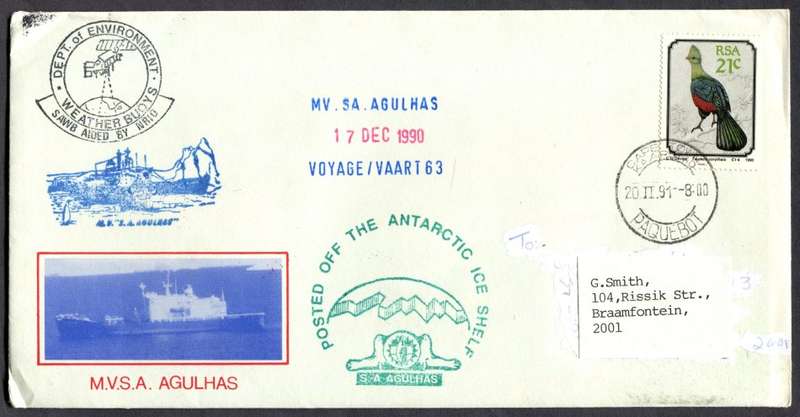 DEPT. of ENVIRONMENT
WEATHER BUOYS
SAWB AIDED BY NRIO
M.V. "S.A. AGULHAS"
M.V.S.A. AGULHAS
MV. SA. AGULHAS
17 DEC 1990
VOYAGE/VAART 63
POSTED OFF THE ANTARCTIC ICE SHELF
S.A. AGULHAS
RSA
21c
1990
20 II.91--8:00
PAQUEBOT
To:
G.Smith,
104,Rissik Str.,
Braamfontein,
2001